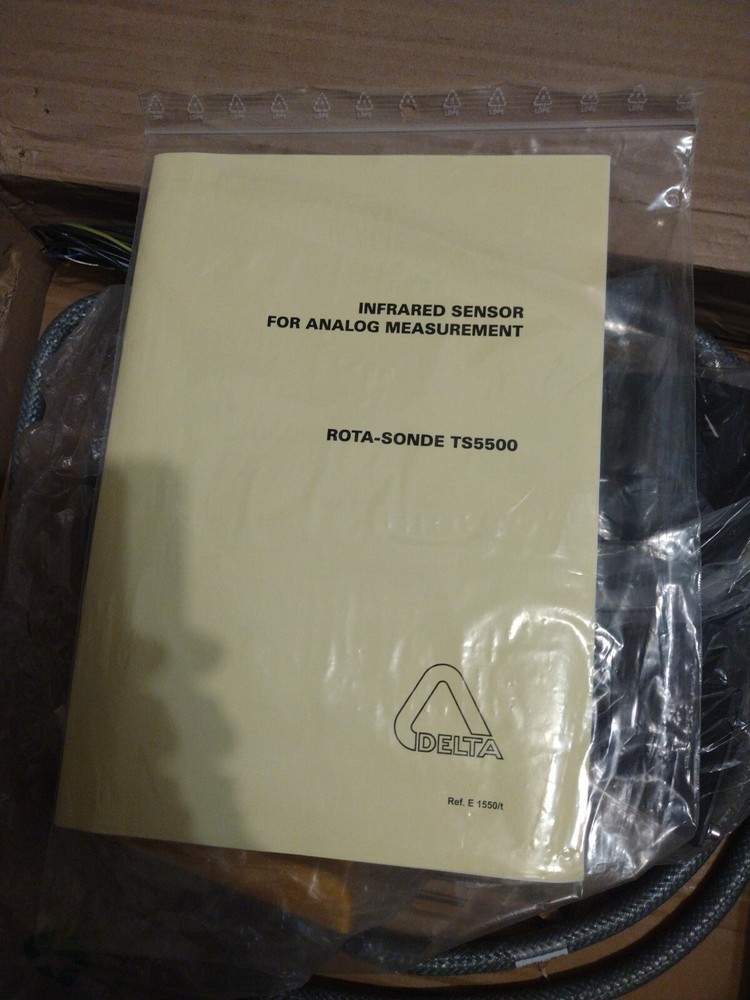 INFRARED SENSOR
FOR ANALOG MEASUREMENT
ROTA-SONDE TS5500
DELTA
Ref. E 1550/t